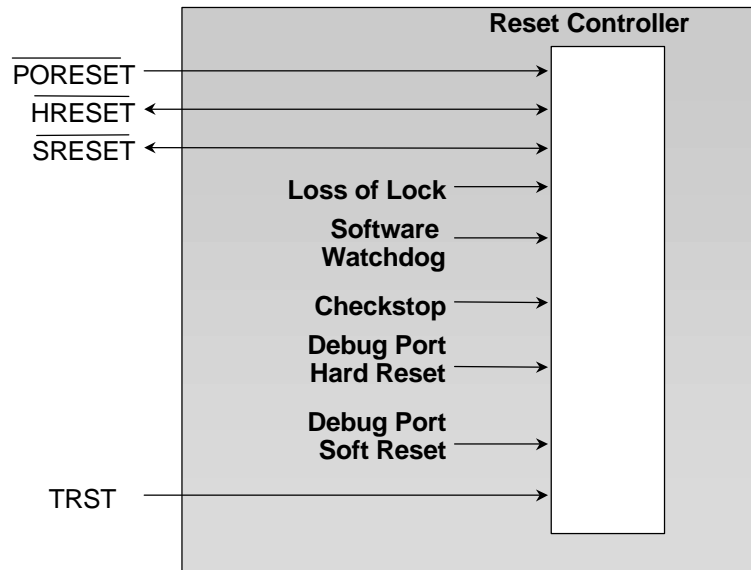 Reset Controller
PORESET
HRESET
SRESET
Loss of Lock
Software
Watchdog
Checkstop
Debug Port
Hard Reset
Debug Port
Soft Reset
TRST